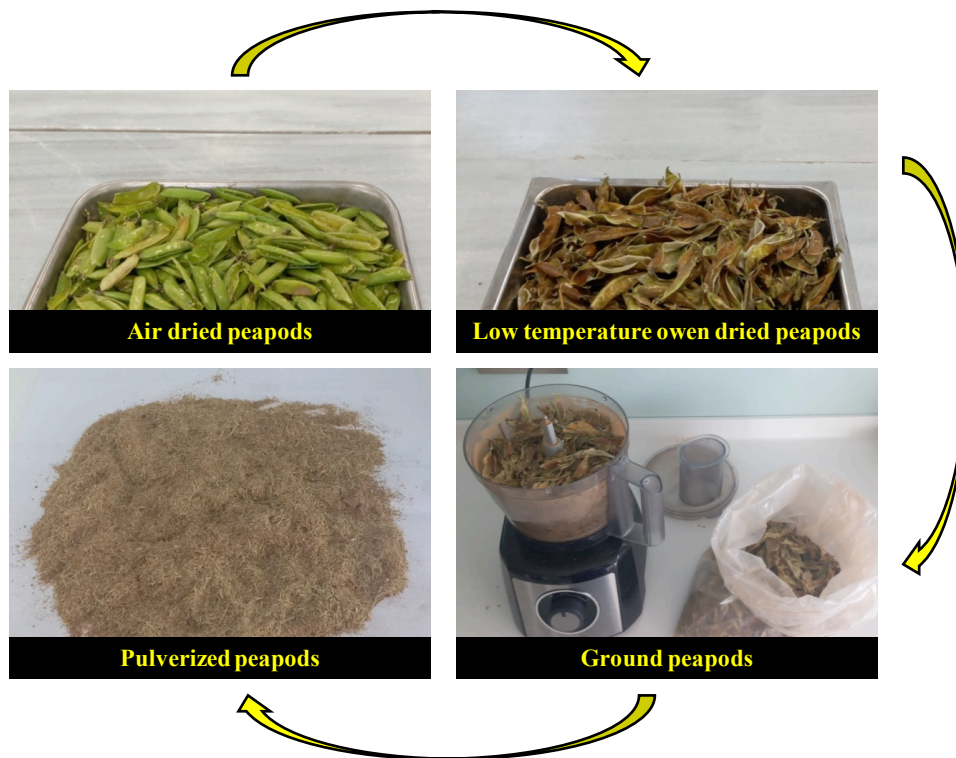 Air dried peapods
Low temperature owen dried peapods
Pulverized peapods
Ground peapods